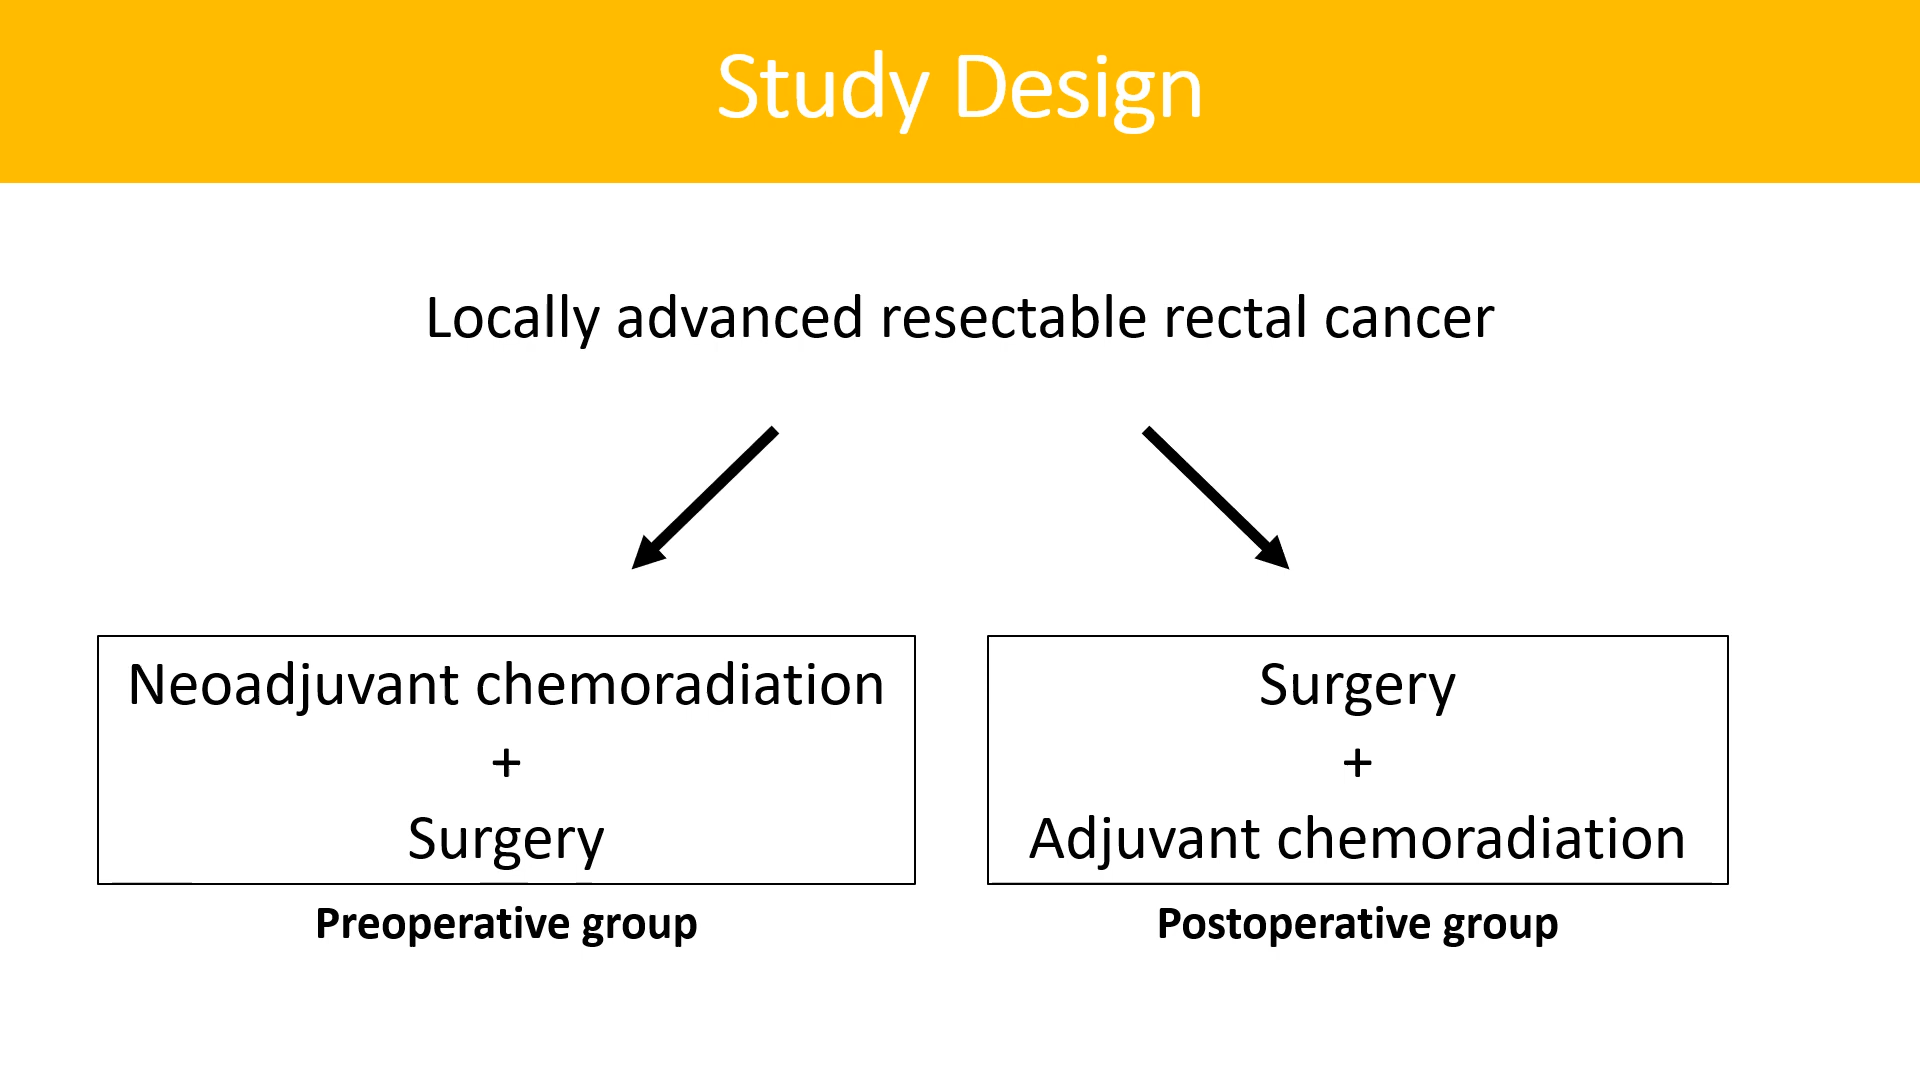 Study Design
Locally advanced resectable rectal cancer
Neoadjuvant chemoradiation
+
Surgery
Preoperative group
Surgery
+
Adjuvant chemoradiation
Postoperative group